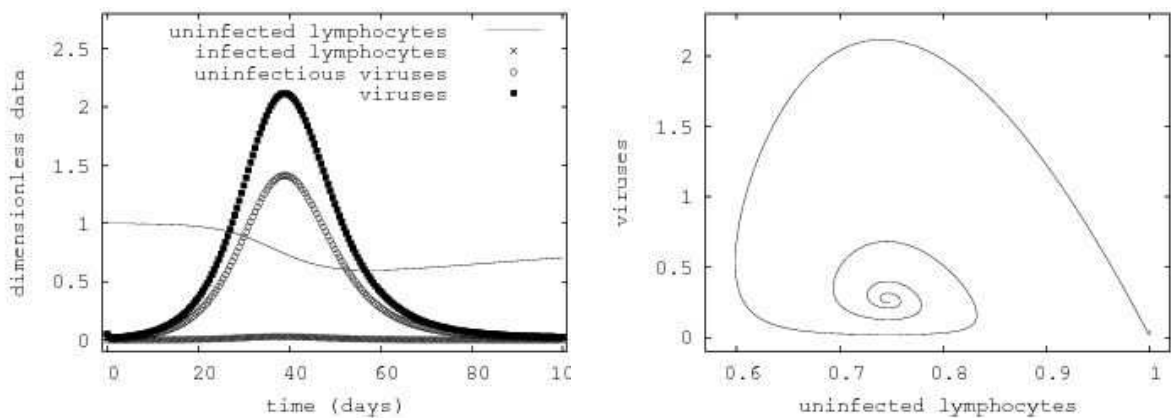 uninfected lymphocytes
infected lymphocytes
uninfectious viruses
viruses
dimensionless data
2.5
2
1.5
1
0.5
0
0 20 40 60 80 100
time (days)
viruses
2
1.5
1
0.5
0
0.6 0.7 0.8 0.9 1
uninfected lymphocytes